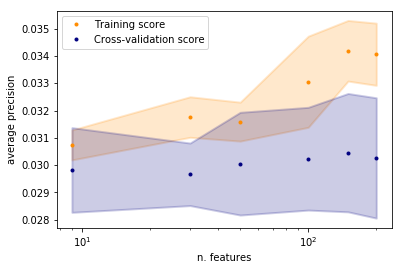 Training score
Cross-validation score
average precision
0.035
0.034
0.033
0.032
0.031
0.030
0.029
0.028
10¹
10²
n. features